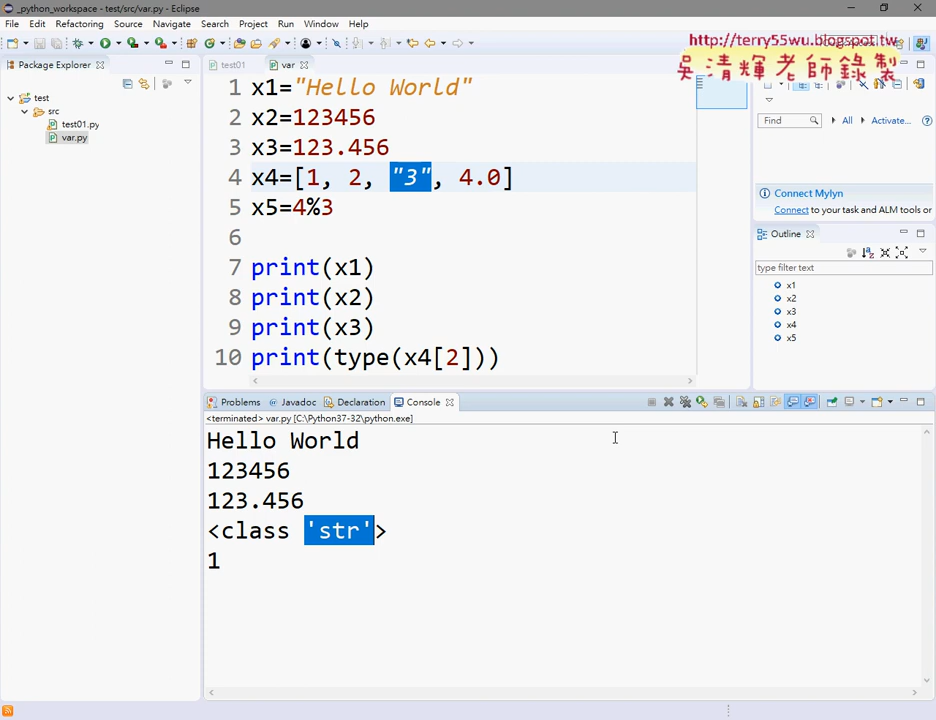 _python_workspace - test/src/var.py - Eclipse
File Edit Refactoring Source Navigate Search Project Run Window Help
http://terry55wu.blogspot.tw
吳清輝老師錄製
Package Explorer
test
src
test01.py
var.py
test01 var
1 x1="Hello World"
2 x2=123456
3 x3=123.456
4 x4=[1, 2, "3", 4.0]
5 x5=4%3
6
7 print(x1)
8 print(x2)
9 print(x3)
10 print(type(x4[2]))
Find All Activate...
Connect Mylyn
Connect to your task and ALM tools or
Outline
type filter text
x1
x2
x3
x4
x5
Problems Javadoc Declaration Console
<terminated> var.py [C:\Python37-32\python.exe]
Hello World
123456
123.456
<class 'str'>
1